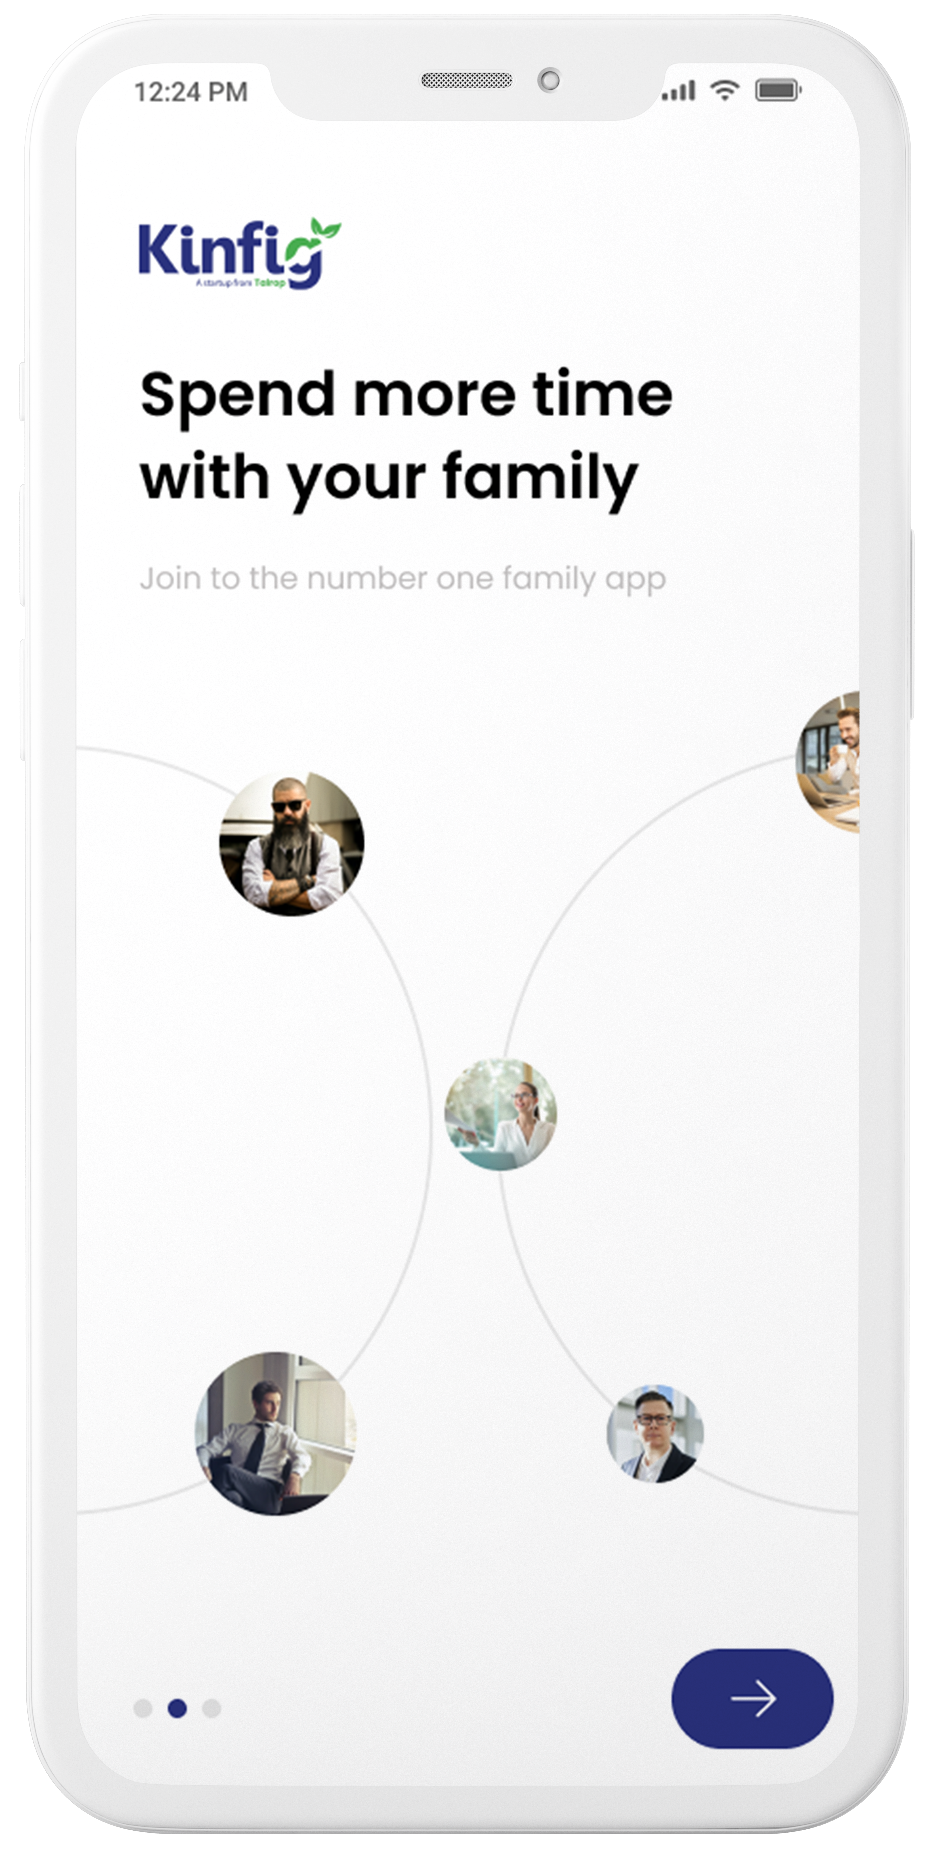 12:24 PM
Kinfig
A startup from Talrop
Spend more time
with your family
Join to the number one family app